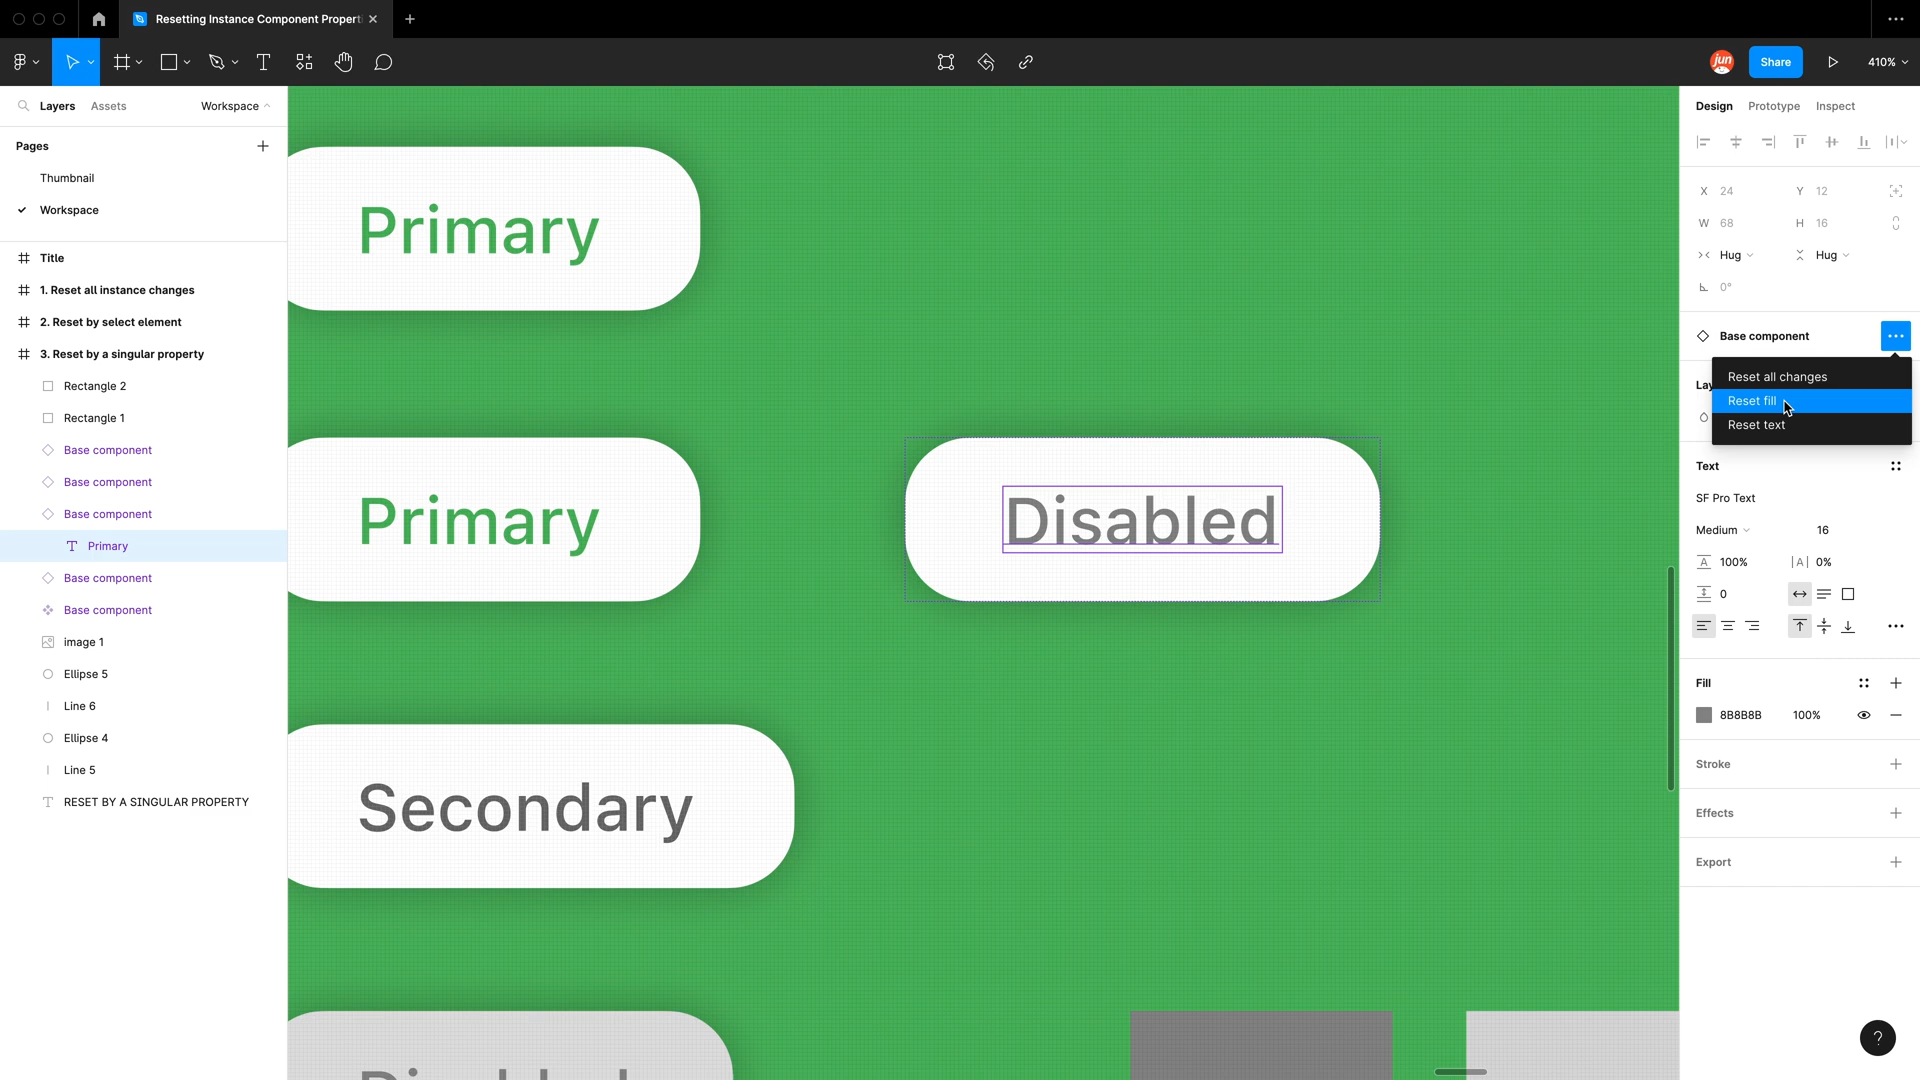 Resetting Instance Component Propert
jun
Share
410%
Layers
Assets
Workspace
Pages
Thumbnail
Workspace
Title
1. Reset all instance changes
2. Reset by select element
3. Reset by a singular property
Rectangle 2
Rectangle 1
Base component
Base component
Base component
Primary
Base component
Base component
image 1
Ellipse 5
Line 6
Ellipse 4
Line 5
RESET BY A SINGULAR PROPERTY
Primary
Primary
Disabled
Secondary
Disabled
Design
Prototype
Inspect
X 24
Y 12
W 68
H 16
Hug
Hug
0°
Base component
Lay
Reset all changes
Reset fill
Reset text
Text
SF Pro Text
Medium
16
100%
|A| 0%
0
Fill
8B8B8B
100%
Stroke
Effects
Export
?